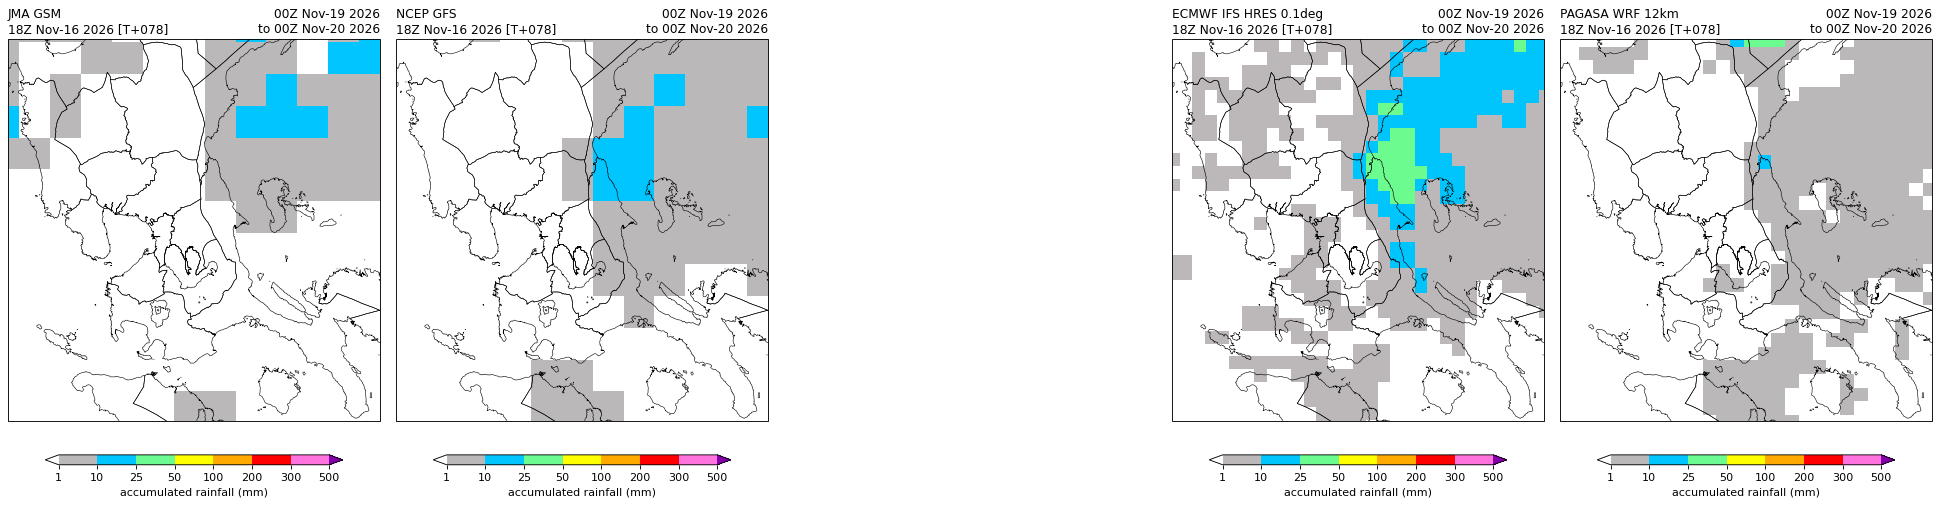 JMA GSM 00Z Nov-19 2026
18Z Nov-16 2026 [T+078] to 00Z Nov-20 2026
1 10 25 50 100 200 300 500
accumulated rainfall (mm)
NCEP GFS 00Z Nov-19 2026
18Z Nov-16 2026 [T+078] to 00Z Nov-20 2026
1 10 25 50 100 200 300 500
accumulated rainfall (mm)
ECMWF IFS HRES 0.1deg 00Z Nov-19 2026
18Z Nov-16 2026 [T+078] to 00Z Nov-20 2026
1 10 25 50 100 200 300 500
accumulated rainfall (mm)
PAGASA WRF 12km 00Z Nov-19 2026
18Z Nov-16 2026 [T+078] to 00Z Nov-20 2026
1 10 25 50 100 200 300 500
accumulated rainfall (mm)